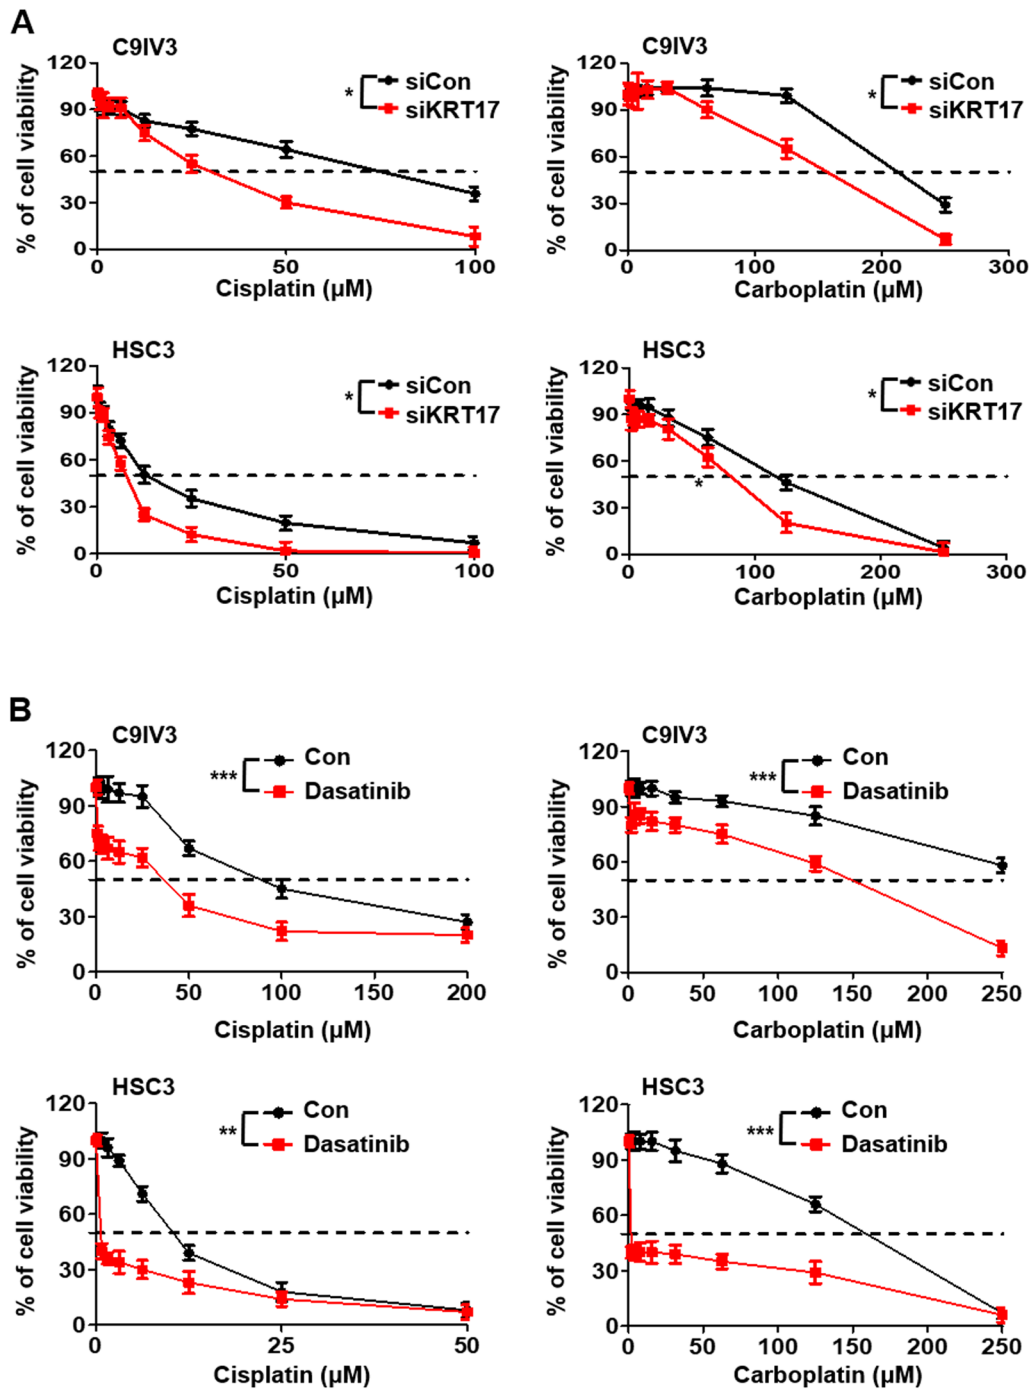 A
C9IV3
120
90
60
30
0
% of cell viability
* siCon
siKRT17
0 50 100
Cisplatin (µM)
C9IV3
120
90
60
30
0
% of cell viability
* siCon
siKRT17
0 100 200 300
Carboplatin (µM)
HSC3
120
90
60
30
0
% of cell viability
* siCon
siKRT17
0 50 100
Cisplatin (µM)
HSC3
120
90
60
30
0
% of cell viability
* siCon
siKRT17
*
0 100 200 300
Carboplatin (µM)
B
C9IV3
120
90
60
30
0
% of cell viability
*** Con
Dasatinib
0 50 100 150 200
Cisplatin (µM)
C9IV3
120
90
60
30
0
% of cell viability
*** Con
Dasatinib
0 50 100 150 200 250
Carboplatin (µM)
HSC3
120
90
60
30
0
% of cell viability
** Con
Dasatinib
0 25 50
Cisplatin (µM)
HSC3
120
90
60
30
0
% of cell viability
*** Con
Dasatinib
0 50 100 150 200 250
Carboplatin (µM)